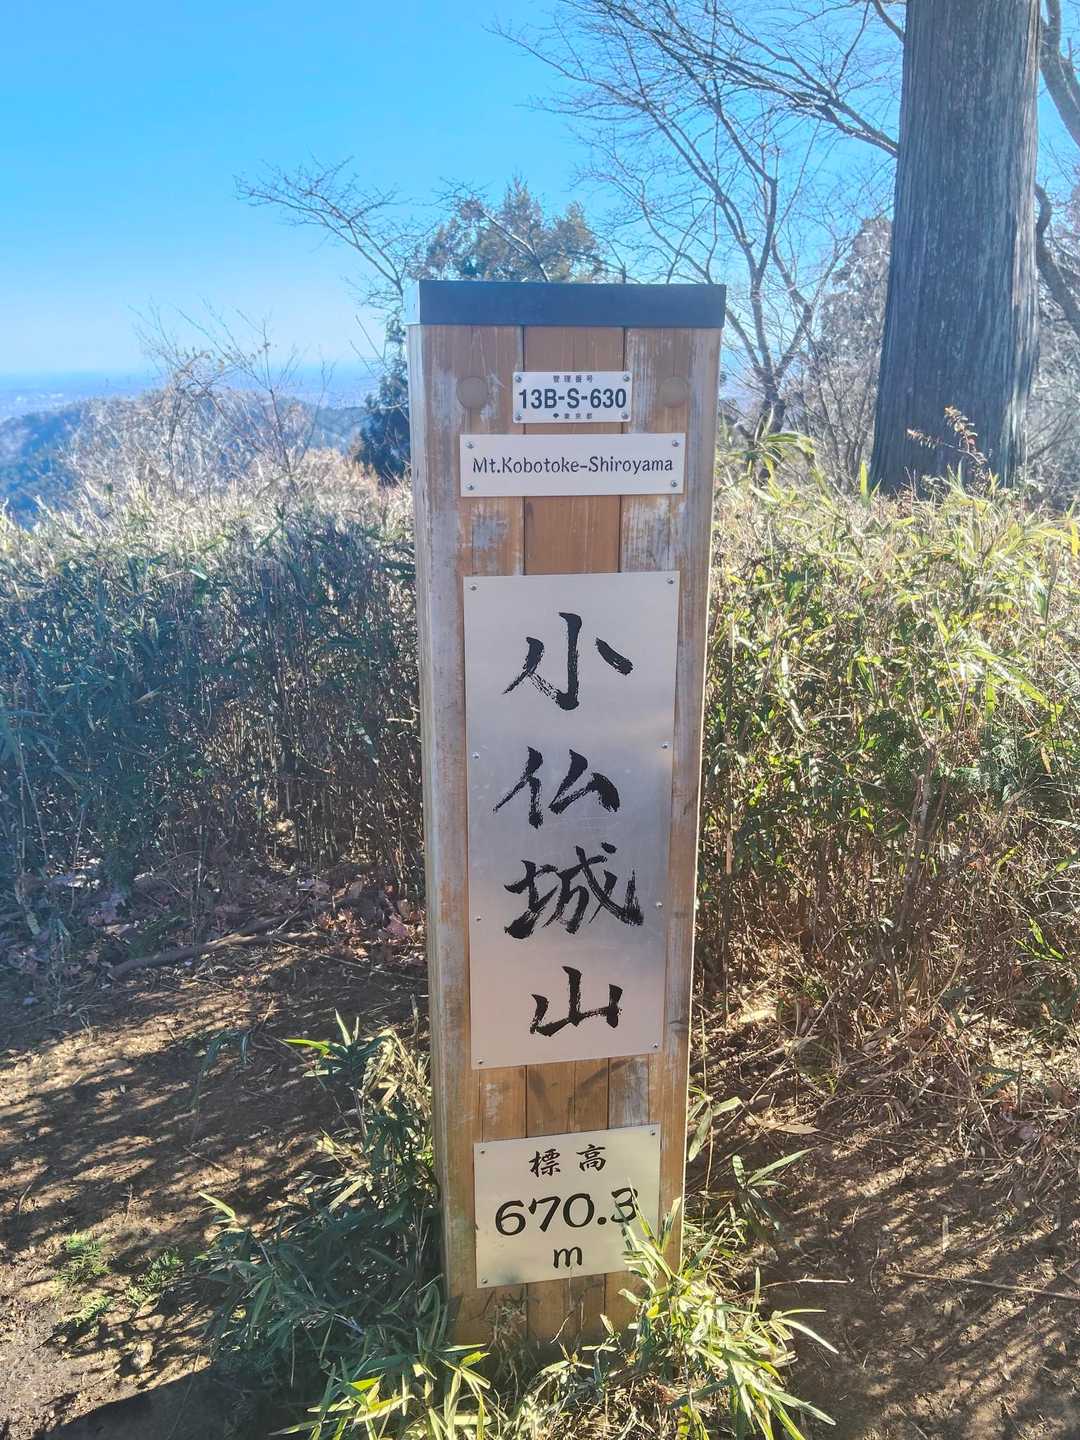 管理番号
13B-S-630
東京都
Mt.Kobotoke-Shiroyama
小仏城山
標高
670.3
m